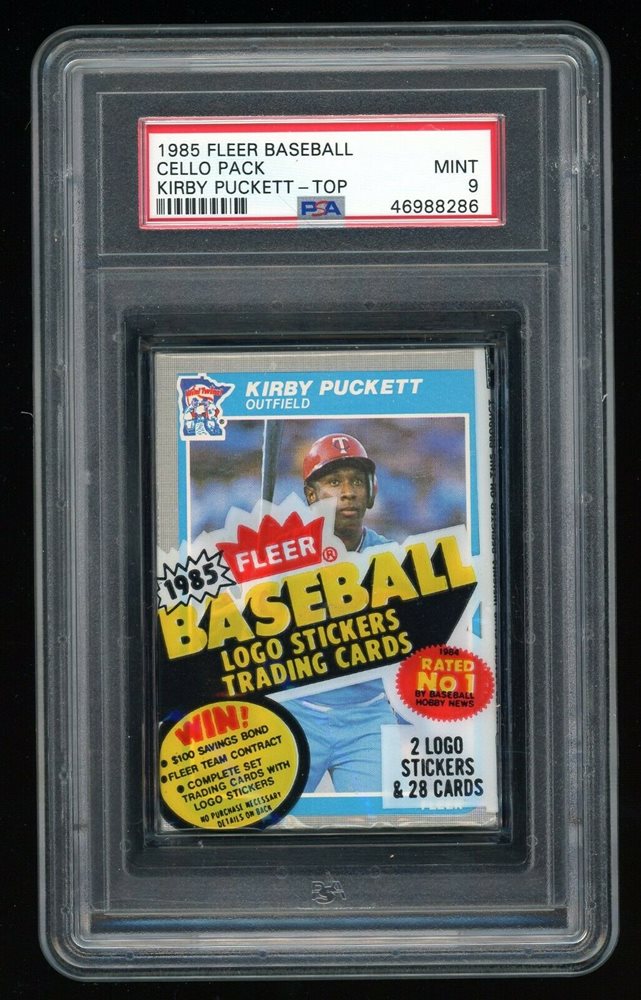 1985 FLEER BASEBALL
CELLO PACK
KIRBY PUCKETT – TOP
MINT
9
PSA
46988286
KIRBY PUCKETT
OUTFIELD
T
1985
FLEER®
BASEBALL
LOGO STICKERS
TRADING CARDS
1984
RATED
No 1
BY BASEBALL
HOBBY NEWS
WIN!
• $100 SAVINGS BOND
• FLEER TEAM CONTRACT
• COMPLETE SET
TRADING CARDS WITH
LOGO STICKERS
NO PURCHASE NECESSARY
DETAILS ON BACK
2 LOGO
STICKERS
& 28 CARDS
PSA